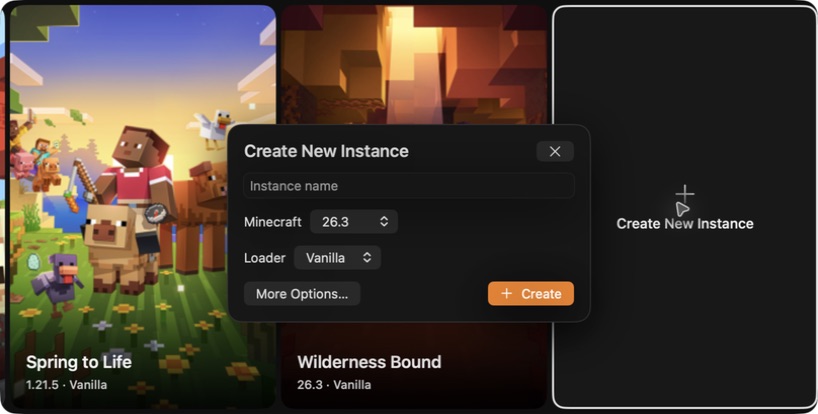 Create New Instance
Instance name
Minecraft 26.3
Loader Vanilla
More Options...
Create
Create New Instance
Spring to Life
1.21.5 · Vanilla
Wilderness Bound
26.3 · Vanilla